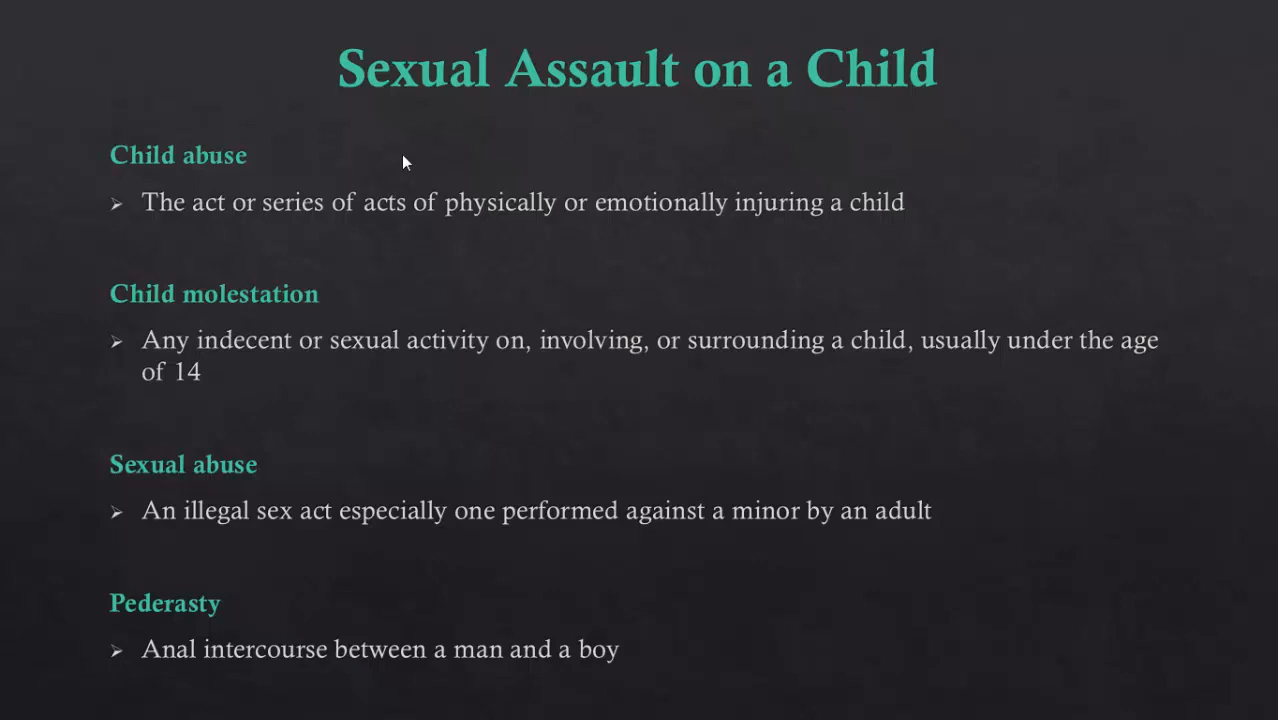 Sexual Assault on a Child
Child abuse
➢ The act or series of acts of physically or emotionally injuring a child
Child molestation
➢ Any indecent or sexual activity on, involving, or surrounding a child, usually under the age
of 14
Sexual abuse
➢ An illegal sex act especially one performed against a minor by an adult
Pederasty
➢ Anal intercourse between a man and a boy